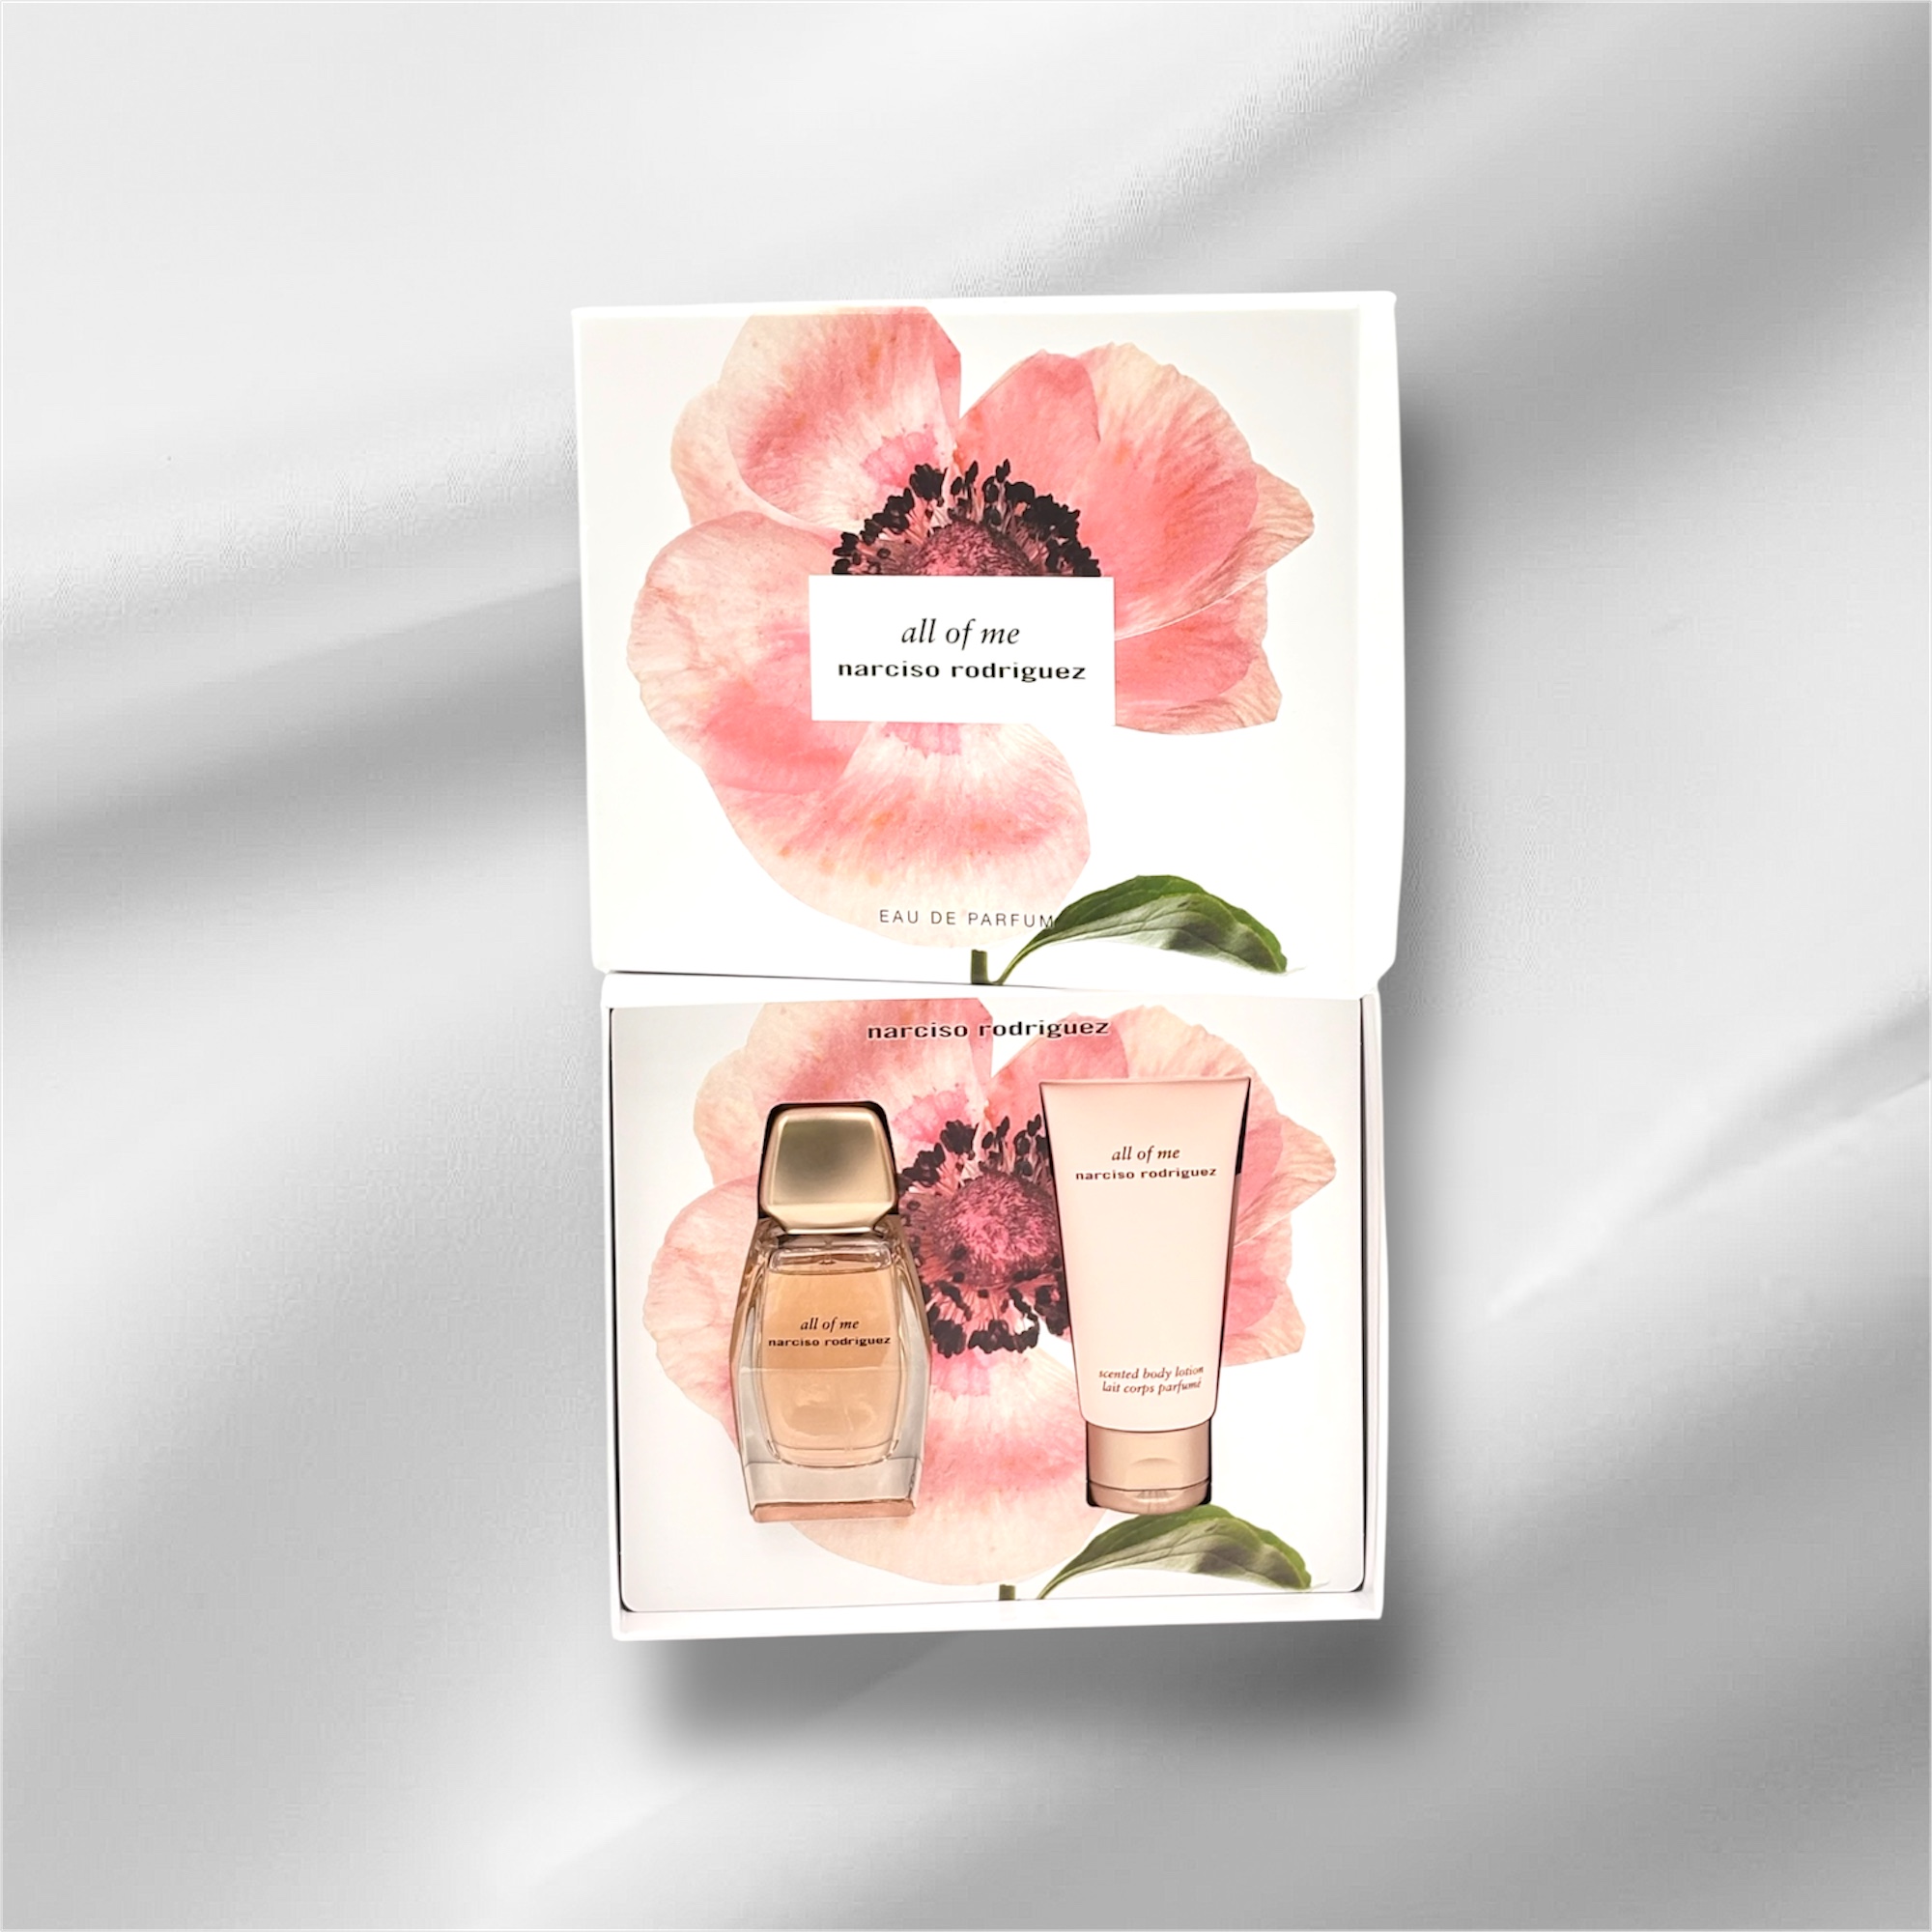 all of me
narciso rodriguez
EAU DE PARFUM
narciso rodriguez
all of me
narciso rodriguez
scented body lotion
lait corps parfumé
all of me
narciso rodriguez